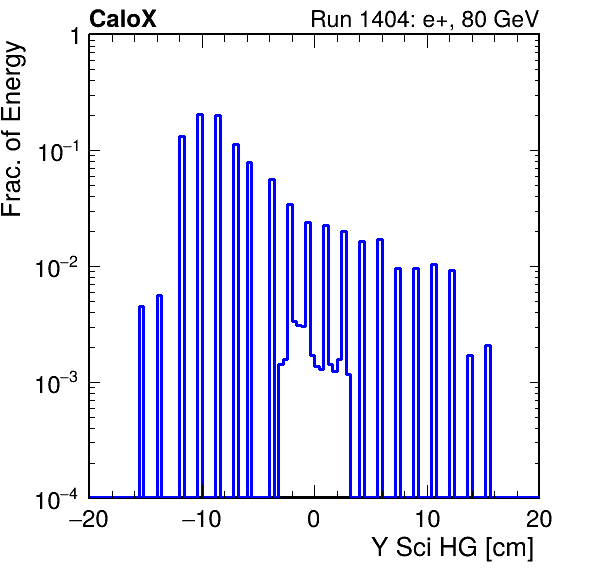 CaloX Run 1404: e+, 80 GeV
Frac. of Energy
1
10⁻¹
10⁻²
10⁻³
10⁻⁴
−20 −10 0 10 20
Y Sci HG [cm]